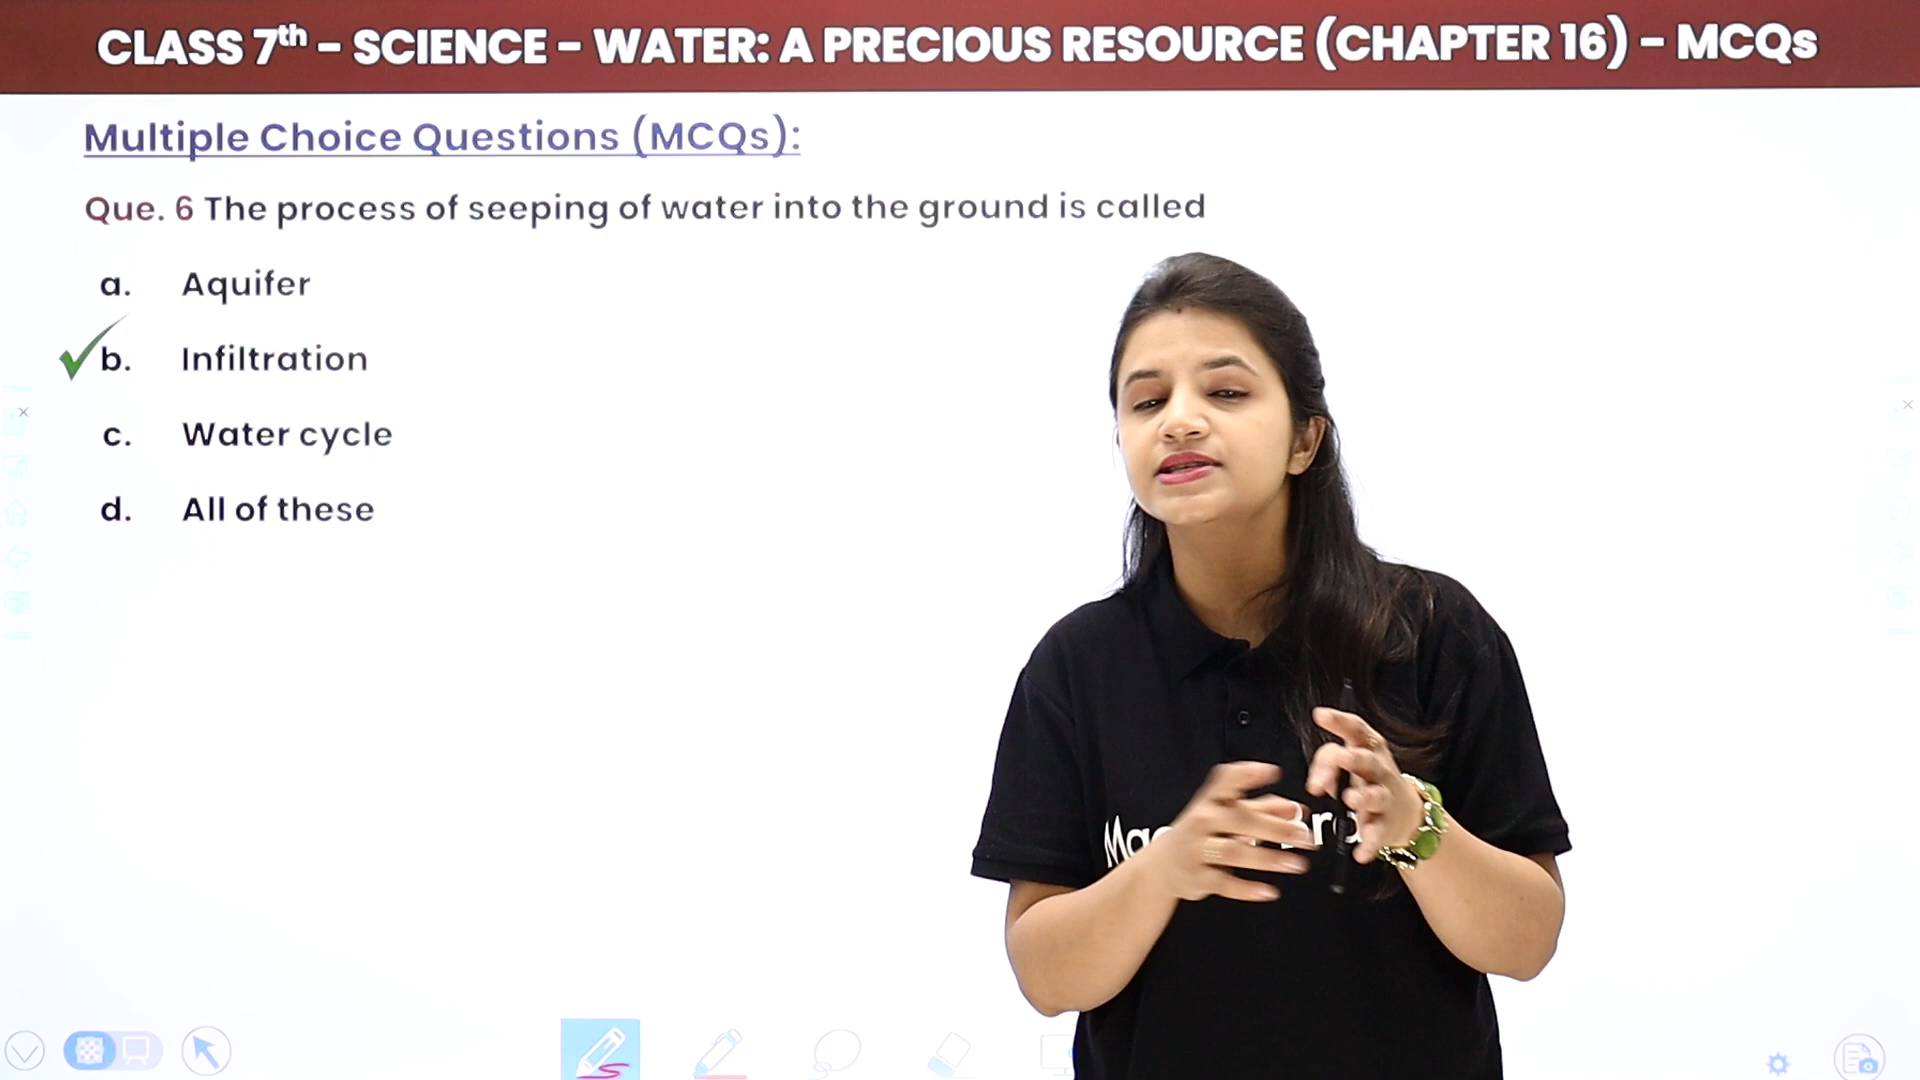 CLASS 7th – SCIENCE – WATER: A PRECIOUS RESOURCE (CHAPTER 16) – MCQs
Multiple Choice Questions (MCQs):
Que. 6 The process of seeping of water into the ground is called
a. Aquifer
b. Infiltration
c. Water cycle
d. All of these